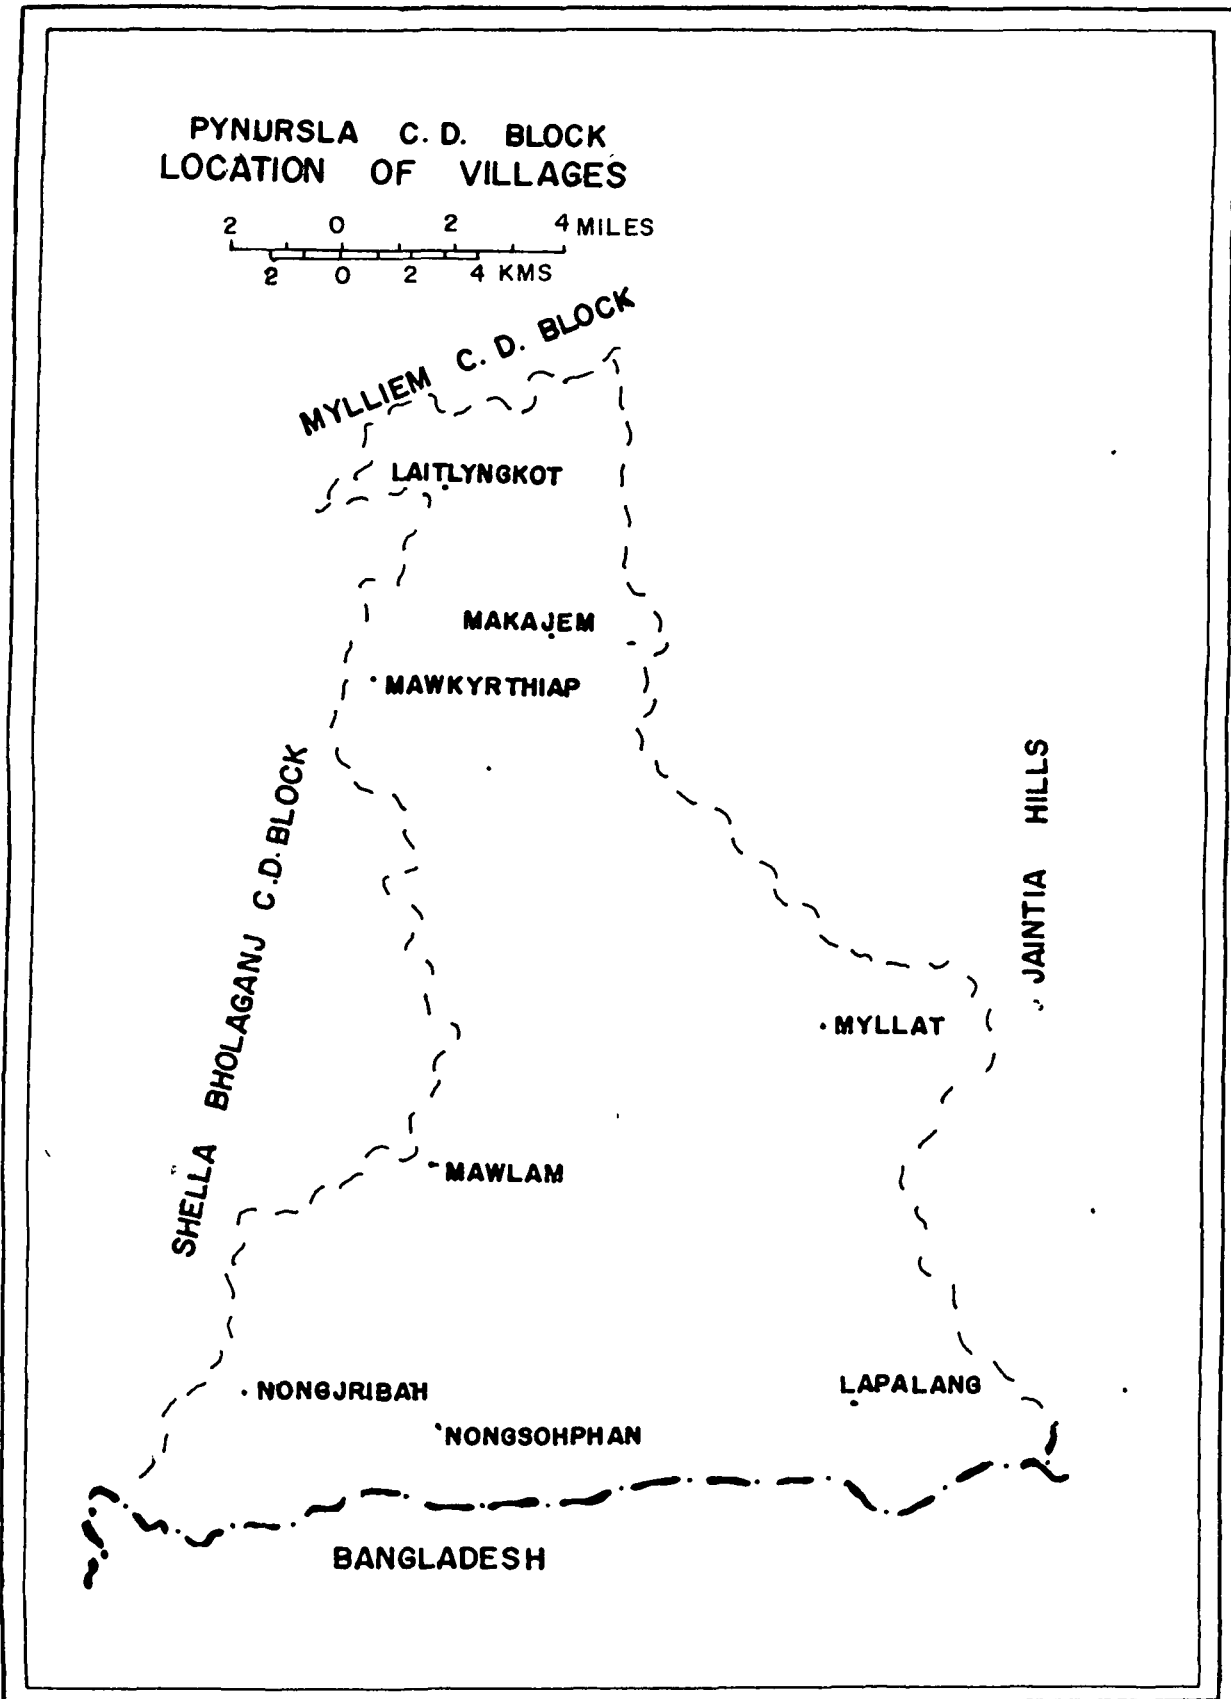 PYNURSLA C. D. BLOCK
LOCATION OF VILLAGES
2 0 2 4 MILES
2 0 2 4 KMS
MYLLIEM C. D. BLOCK
LAITLYNGKOT
MAKAJEM
MAWKYRTHIAP
SHELLA BHOLAGANJ C.D. BLOCK
JAINTIA HILLS
MYLLAT
MAWLAM
NONGJRIBAH
LAPALANG
NONGSOHPHAN
BANGLADESH